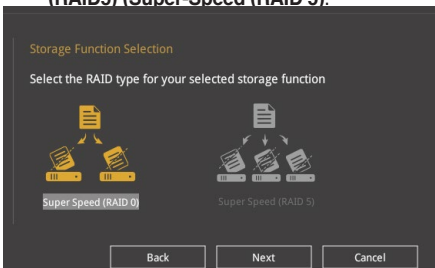 (RAID5) (Super-Speed (RAID 5).
Storage Function Selection
Select the RAID type for your selected storage function
Super Speed (RAID 0)
Super Speed (RAID 5)
Back
Next
Cancel